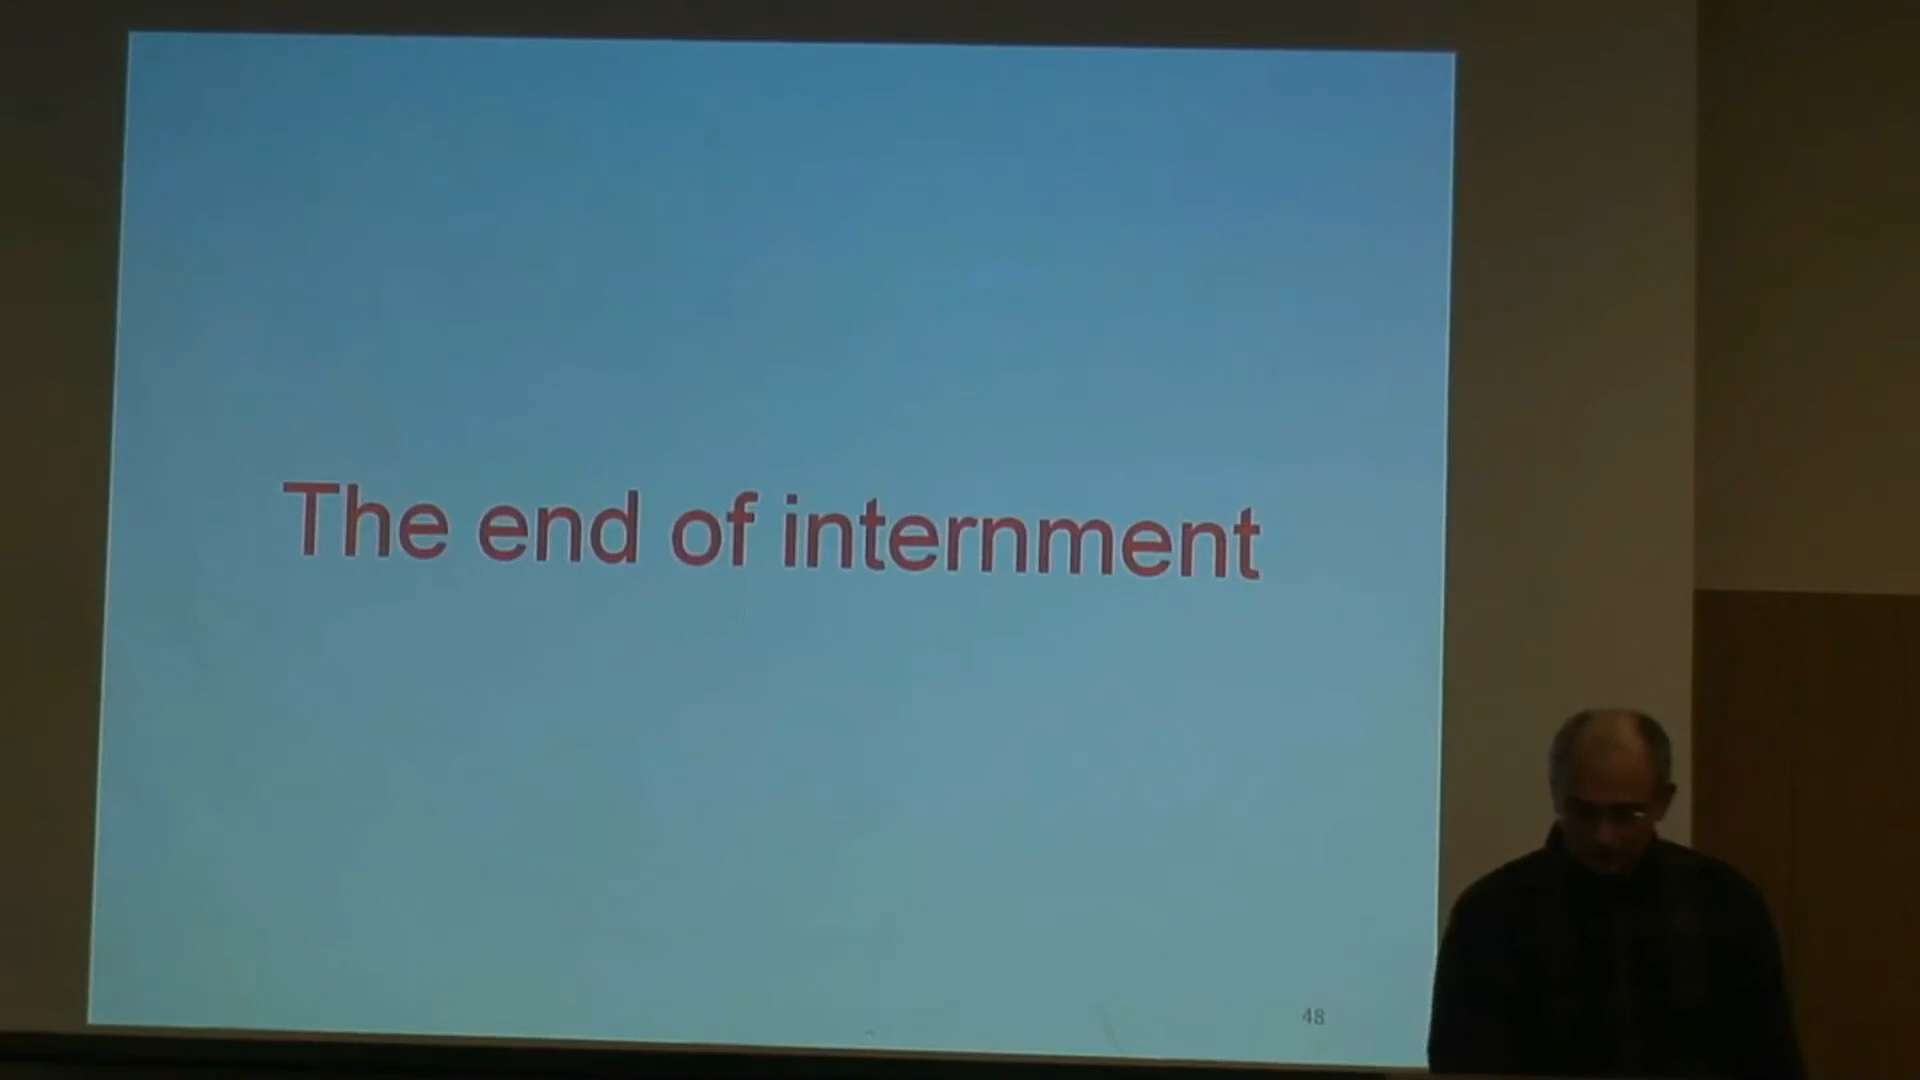 The end of internment
48